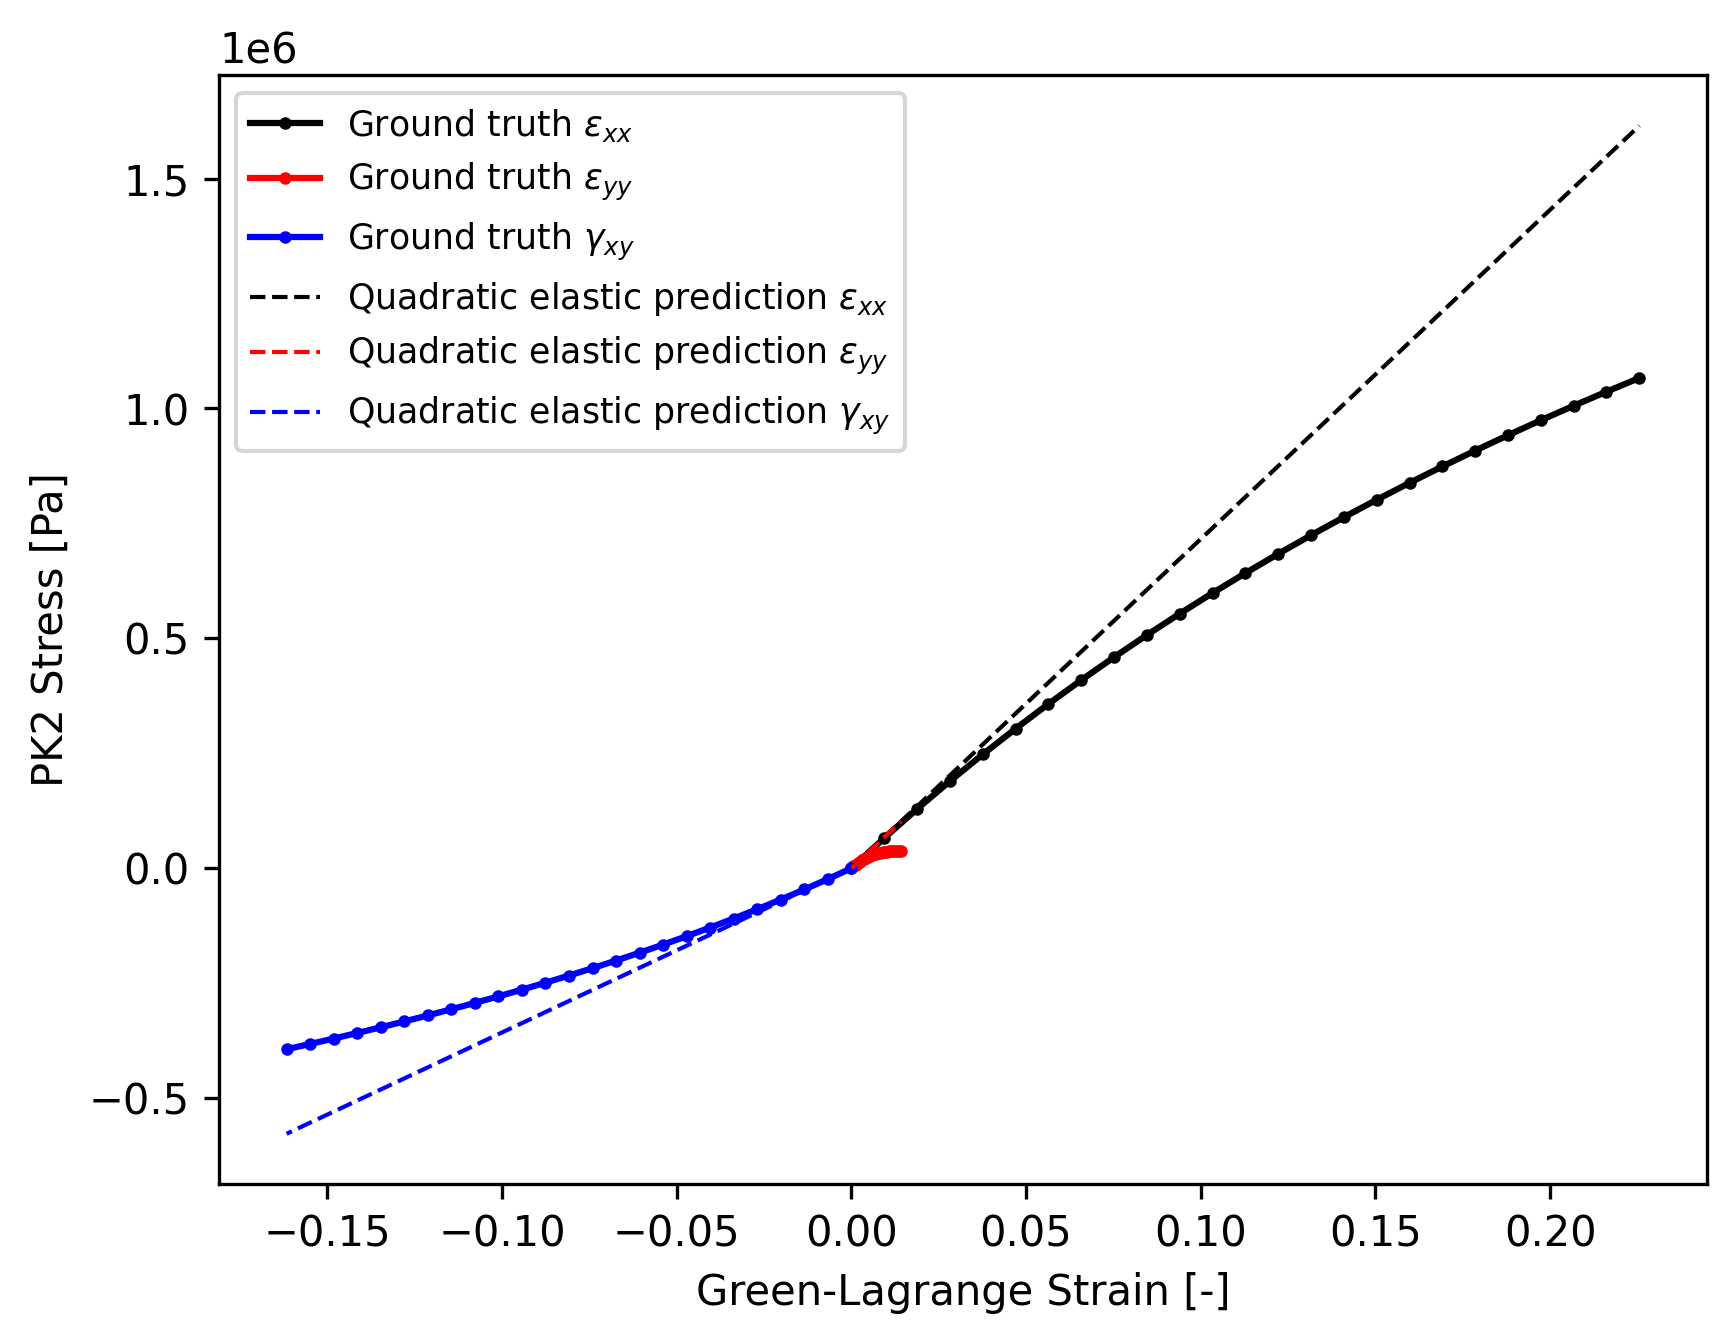 1e6
Ground truth εxx
Ground truth εyy
Ground truth γxy
Quadratic elastic prediction εxx
Quadratic elastic prediction εyy
Quadratic elastic prediction γxy
1.5
1.0
0.5
0.0
−0.5
PK2 Stress [Pa]
−0.15 −0.10 −0.05 0.00 0.05 0.10 0.15 0.20
Green-Lagrange Strain [-]